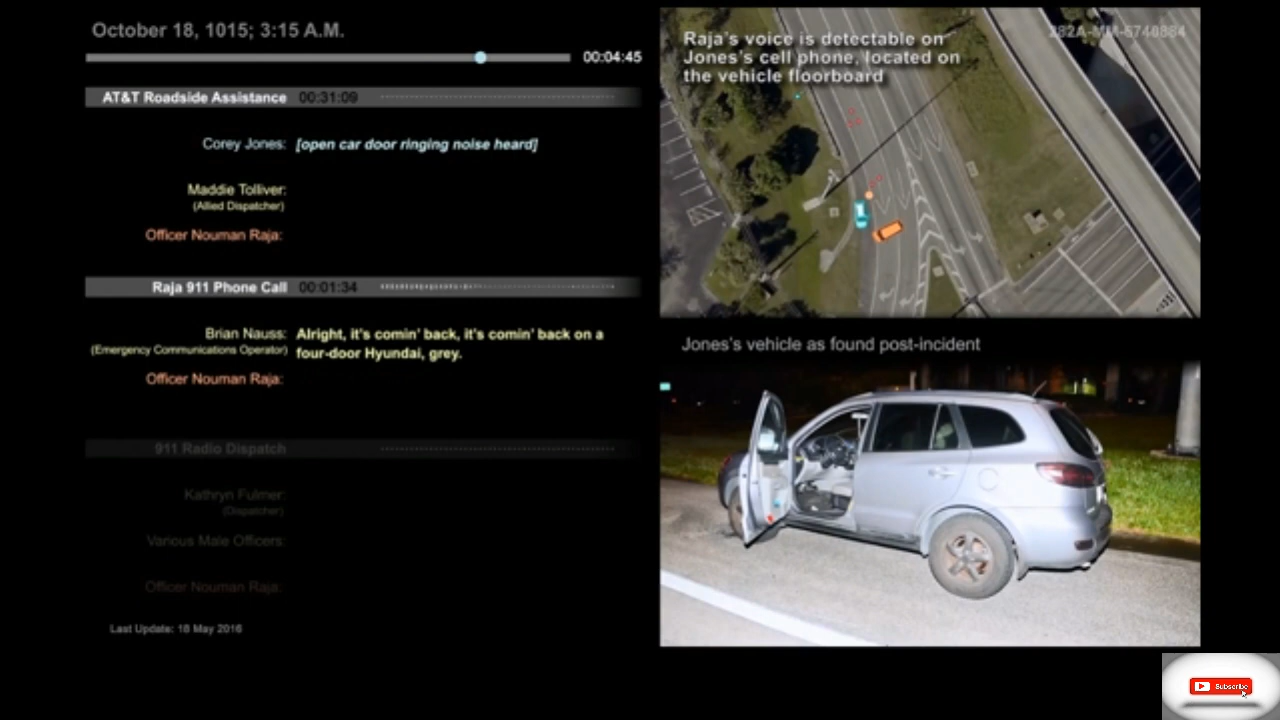 October 18, 1015; 3:15 A.M.
00:04:45
AT&T Roadside Assistance 00:31:09
Corey Jones: [open car door ringing noise heard]
Maddie Tolliver:
(Allied Dispatcher)
Officer Nouman Raja:
Raja 911 Phone Call 00:01:34
Brian Nauss: Alright, it's comin' back, it's comin' back on a
(Emergency Communications Operator) four-door Hyundai, grey.
Officer Nouman Raja:
911 Radio Dispatch
Kathryn Fulmer:
(Dispatcher)
Various Male Officers:
Officer Nouman Raja:
Last Update: 18 May 2016
282A-MM-6740884
Raja's voice is detectable on
Jones's cell phone, located on
the vehicle floorboard
Jones's vehicle as found post-incident
Subscribe